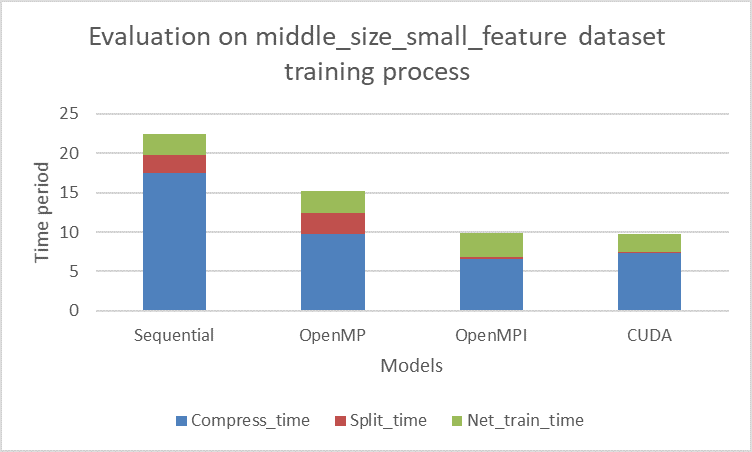 Evaluation on middle_size_small_feature dataset
training process
25
20
15
10
5
0
Time period
Sequential OpenMP OpenMPI CUDA
Models
Compress_time Split_time Net_train_time